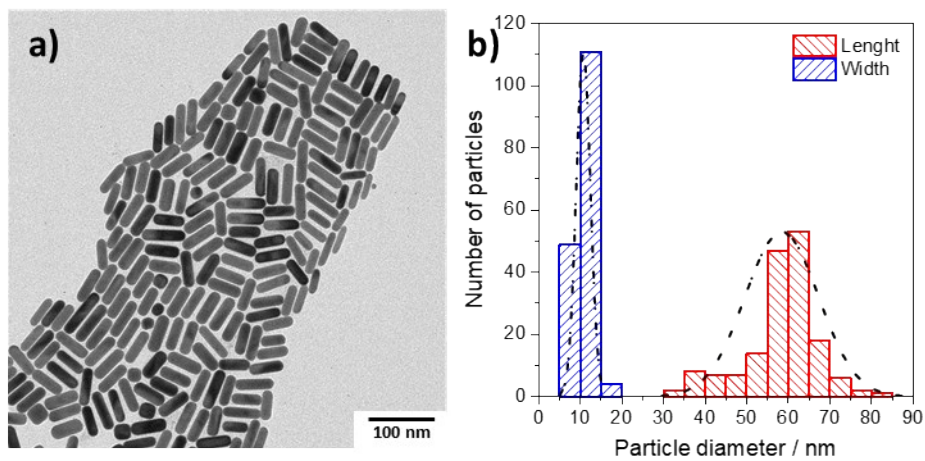 a)
100 nm
b)
Number of particles
120
100
80
60
40
20
0
Lenght
Width
0 10 20 30 40 50 60 70 80 90
Particle diameter / nm